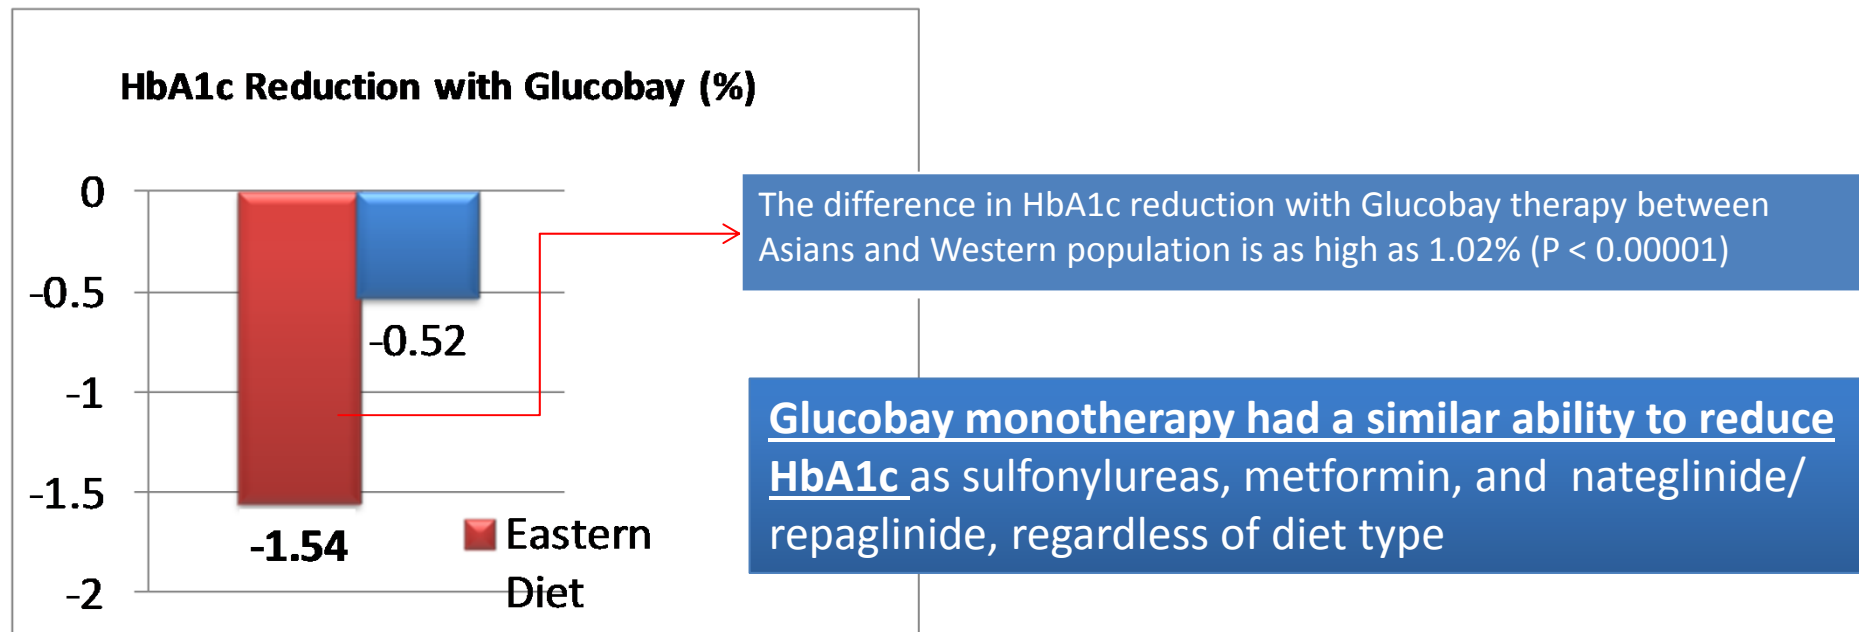 HbA1c Reduction with Glucobay (%)
0
-0.5
-1
-1.5
-2
-0.52
-1.54
Eastern
Diet
The difference in HbA1c reduction with Glucobay therapy between
Asians and Western population is as high as 1.02% (P < 0.00001)
Glucobay monotherapy had a similar ability to reduce
HbA1c as sulfonylureas, metformin, and nateglinide/
repaglinide, regardless of diet type